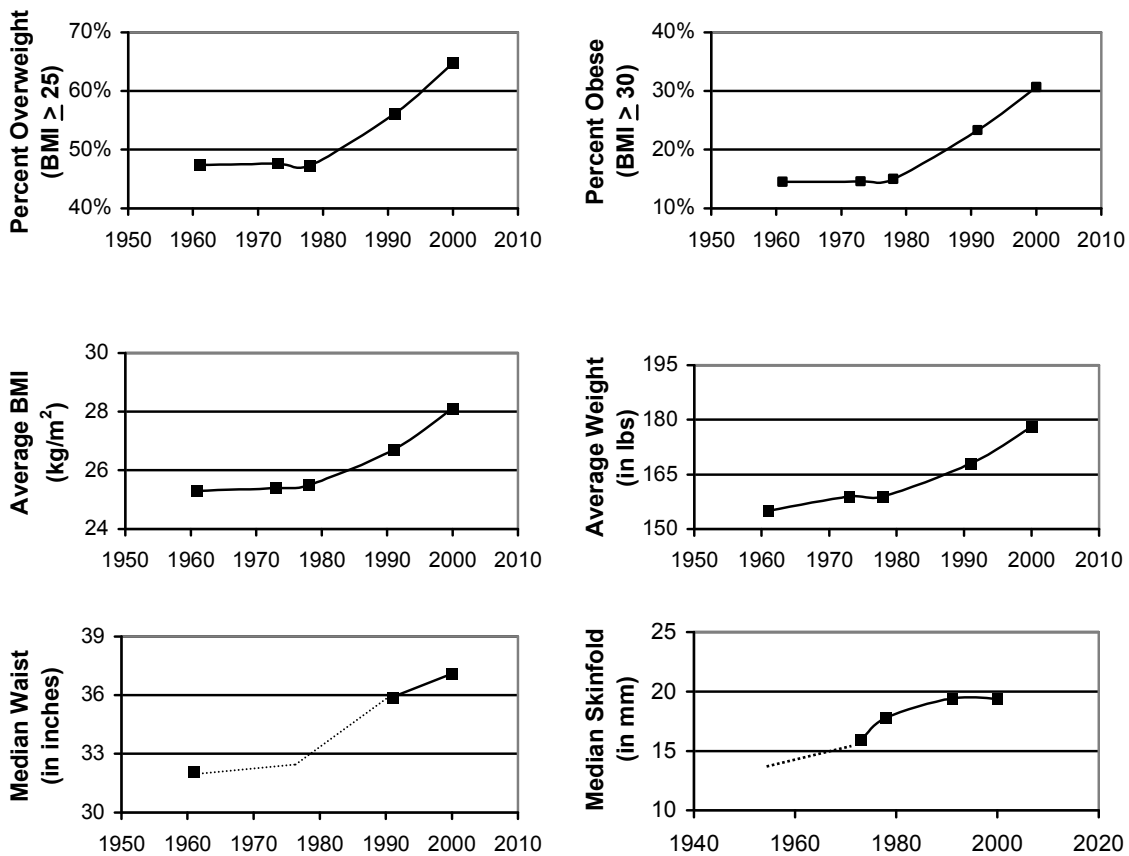 Percent Overweight
(BMI ≥ 25)
70%
60%
50%
40%
1950 1960 1970 1980 1990 2000 2010
Percent Obese
(BMI ≥ 30)
40%
30%
20%
10%
1950 1960 1970 1980 1990 2000 2010
Average BMI
(kg/m²)
30
28
26
24
1950 1960 1970 1980 1990 2000 2010
Average Weight
(in lbs)
195
180
165
150
1950 1960 1970 1980 1990 2000 2010
Median Waist
(in inches)
39
36
33
30
1950 1960 1970 1980 1990 2000 2010
Median Skinfold
(in mm)
25
20
15
10
1940 1960 1980 2000 2020